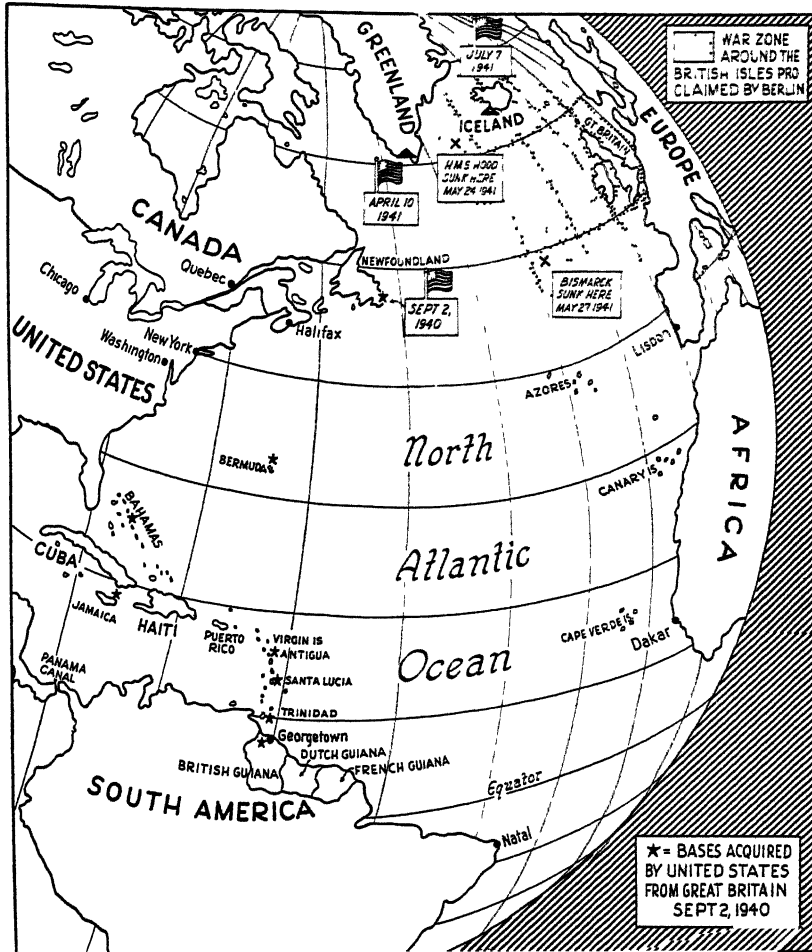 WAR ZONE
AROUND THE
BRITISH ISLES PRO
CLAIMED BY BERLIN
GREENLAND
JULY 7
1941
ICELAND
GT. BRITAIN
EUROPE
H.M.S HOOD
SUNK HERE
MAY 24 1941
APRIL 10
1941
CANADA
NEWFOUNDLAND
Quebec
Chicago
SEPT 2,
1940
BISMARCK
SUNK HERE
MAY 27 1941
Halifax
New York
Washington
UNITED STATES
LISBON
AZORES
North
BERMUDA
AFRICA
CANARY IS
BAHAMAS
Atlantic
CUBA
JAMAICA
HAITI
PUERTO
RICO
VIRGIN IS
ANTIGUA
CAPE VERDE IS
Dakar
Ocean
PANAMA
CANAL
SANTA LUCIA
TRINIDAD
Georgetown
DUTCH GUIANA
BRITISH GUIANA
FRENCH GUIANA
Equator
SOUTH AMERICA
Natal
★= BASES ACQUIRED
BY UNITED STATES
FROM GREAT BRITAIN
SEPT 2, 1940